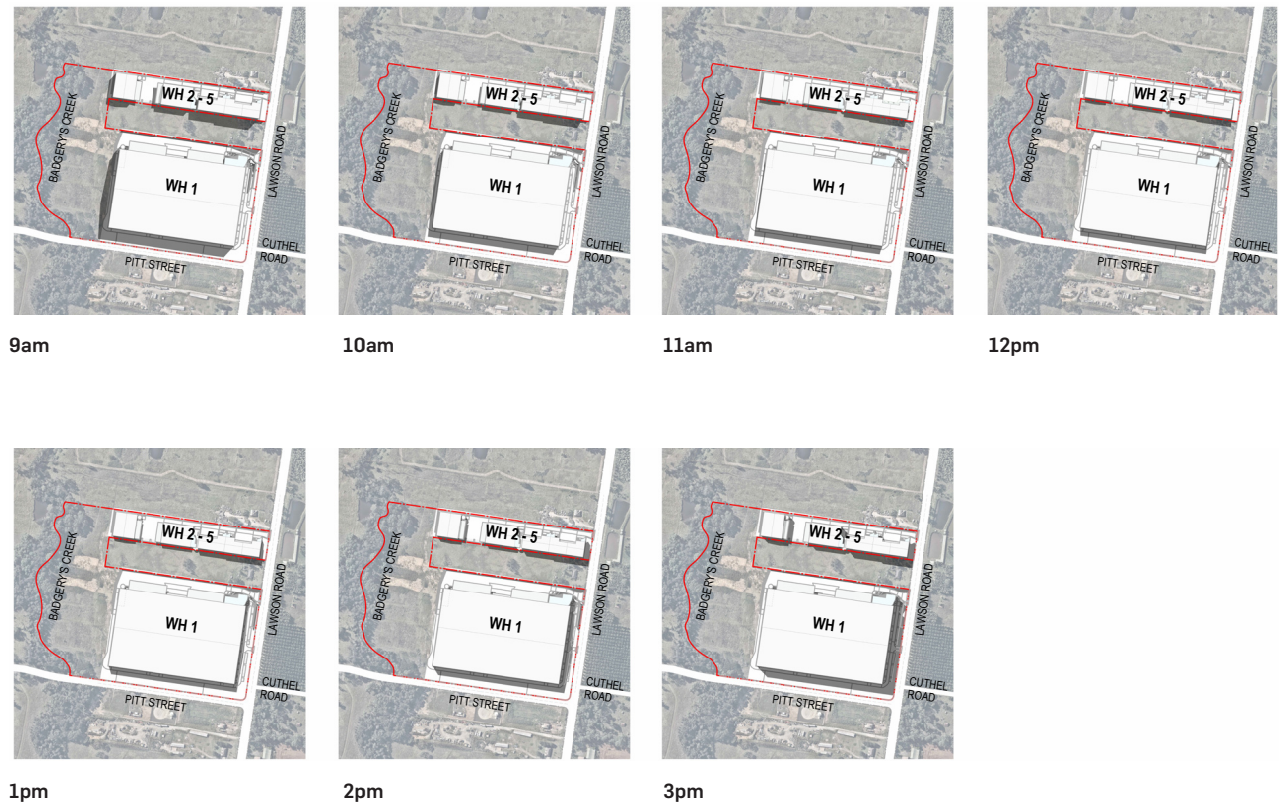 WH 2 - 5
BADGERY'S CREEK
LAWSON ROAD
WH 1
CUTHEL
ROAD
PITT STREET
9am
WH 2 - 5
BADGERY'S CREEK
LAWSON ROAD
WH 1
CUTHEL
ROAD
PITT STREET
10am
WH 2 - 5
BADGERY'S CREEK
LAWSON ROAD
WH 1
CUTHEL
ROAD
PITT STREET
11am
WH 2 - 5
BADGERY'S CREEK
LAWSON ROAD
WH 1
CUTHEL
ROAD
PITT STREET
12pm
WH 2 - 5
BADGERY'S CREEK
LAWSON ROAD
WH 1
CUTHEL
ROAD
PITT STREET
1pm
WH 2 - 5
BADGERY'S CREEK
LAWSON ROAD
WH 1
CUTHEL
ROAD
PITT STREET
2pm
WH 2 - 5
BADGERY'S CREEK
LAWSON ROAD
WH 1
CUTHEL
ROAD
PITT STREET
3pm